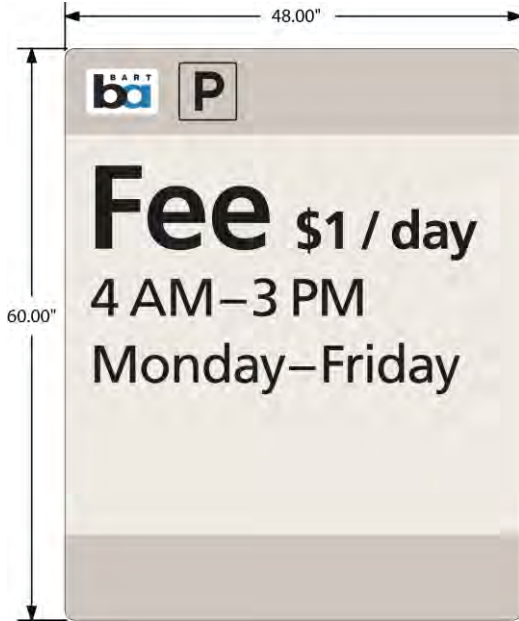 48.00"
BART
ba P
Fee $1 / day
4 AM–3 PM
60.00"
Monday–Friday